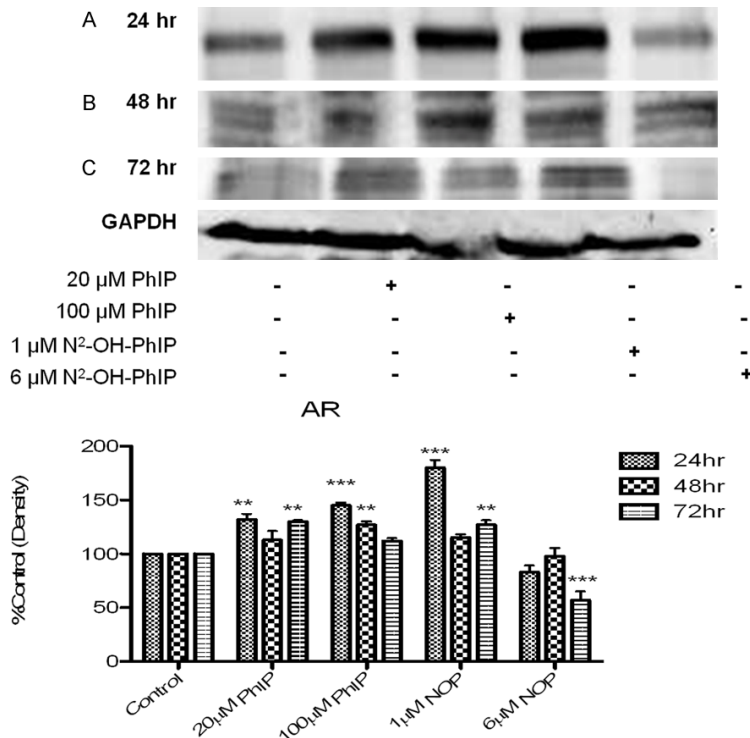 A 24 hr
B 48 hr
C 72 hr
GAPDH
20 µM PhIP - + - - -
100 µM PhIP - - + - -
1 µM N²-OH-PhIP - - - + -
6 µM N²-OH-PhIP - - - - +
AR
%Control (Density)
200
150
100
50
0
** **
*** **
*** **
***
Control
20µM PhIP
100µM PhIP
1µM NOP
6µM NOP
24hr
48hr
72hr